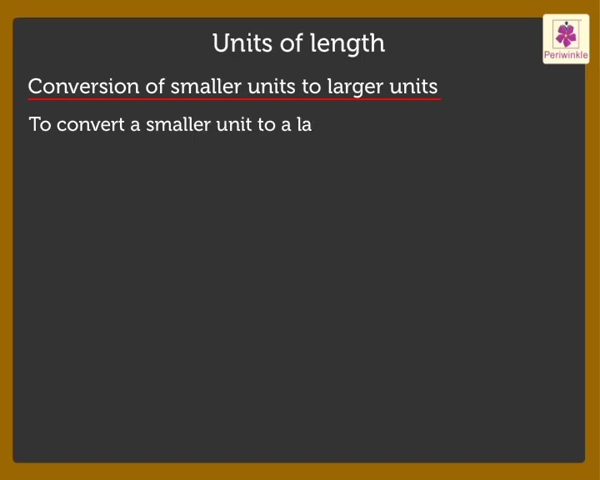 Units of length
Periwinkle
Conversion of smaller units to larger units
To convert a smaller unit to a la